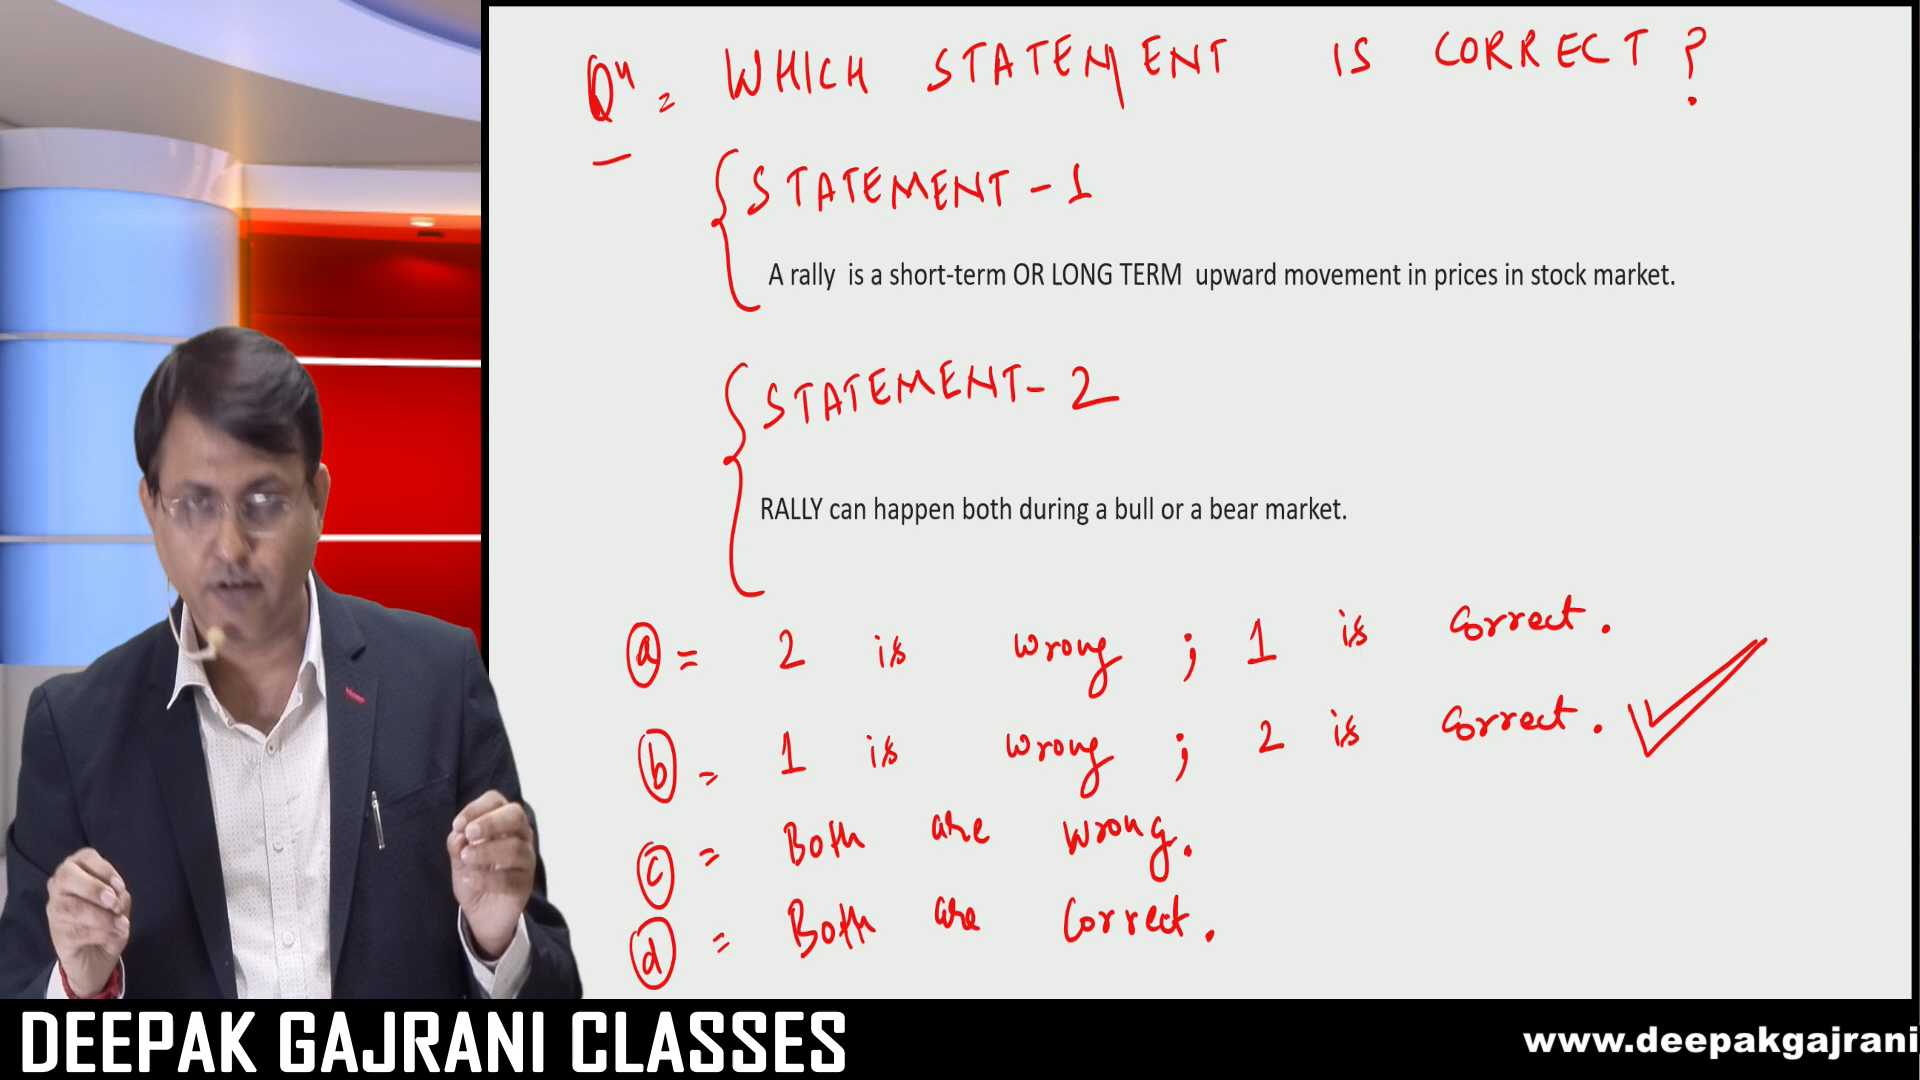 Qn = WHICH STATEMENT IS CORRECT ?
STATEMENT - 1
A rally is a short-term OR LONG TERM upward movement in prices in stock market.
STATEMENT - 2
RALLY can happen both during a bull or a bear market.
(a) = 2 is wrong ; 1 is correct.
(b) = 1 is wrong ; 2 is correct.
(c) = Both are wrong.
(d) = Both are correct.
DEEPAK GAJRANI CLASSES
www.deepakgajrani